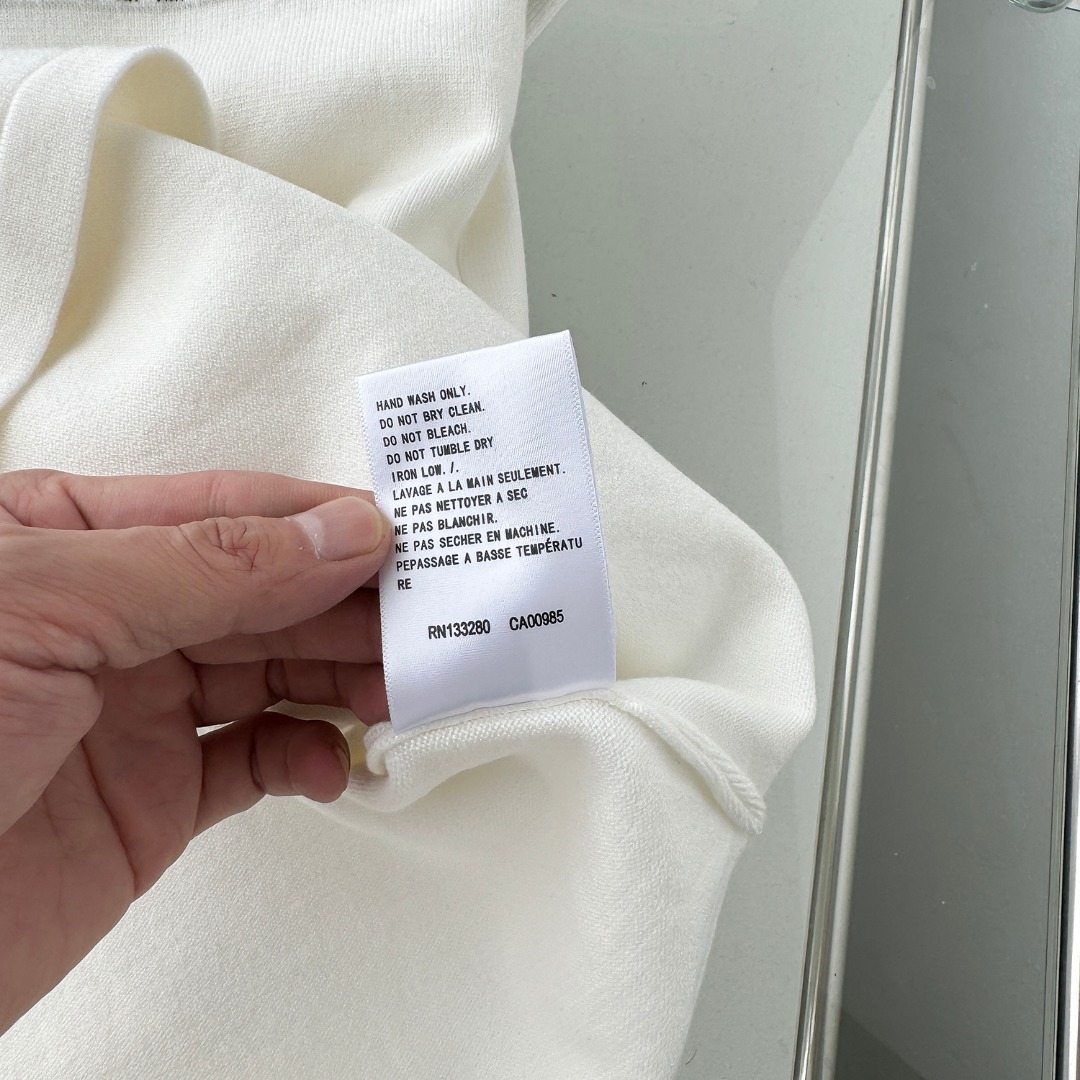 HAND WASH ONLY.
DO NOT BRY CLEAN.
DO NOT BLEACH.
DO NOT TUMBLE DRY
IRON LOW. /.
LAVAGE A LA MAIN SEULEMENT.
NE PAS NETTOYER A SEC
NE PAS BLANCHIR.
NE PAS SECHER EN MACHINE.
PEPASSAGE A BASSE TEMPÉRATU
RE
RN133280 CA00985